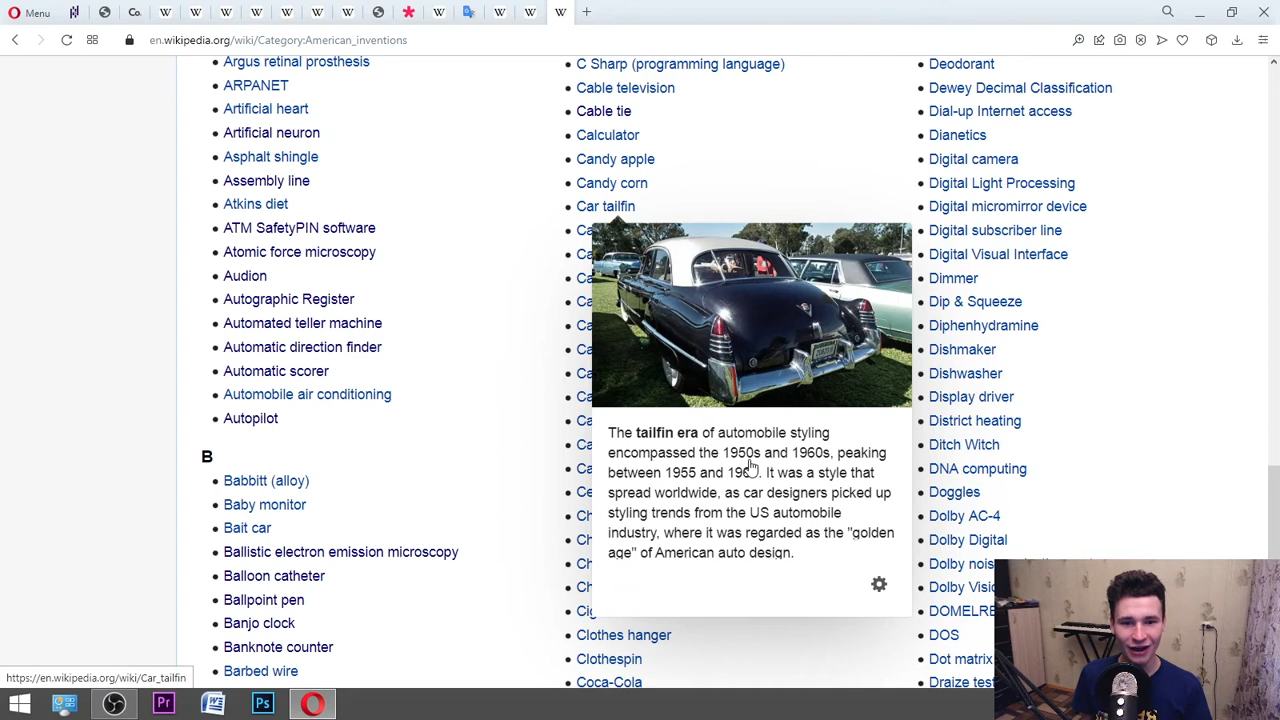 Menu
Co.
en.wikipedia.org/wiki/Category:American_inventions
Argus retinal prosthesis
ARPANET
Artificial heart
Artificial neuron
Asphalt shingle
Assembly line
Atkins diet
ATM SafetyPIN software
Atomic force microscopy
Audion
Autographic Register
Automated teller machine
Automatic direction finder
Automatic scorer
Automobile air conditioning
Autopilot
B
Babbitt (alloy)
Baby monitor
Bait car
Ballistic electron emission microscopy
Balloon catheter
Ballpoint pen
Banjo clock
Banknote counter
Barbed wire
C Sharp (programming language)
Cable television
Cable tie
Calculator
Candy apple
Candy corn
Car tailfin
The tailfin era of automobile styling
encompassed the 1950s and 1960s, peaking
between 1955 and It was a style that
spread worldwide, as car designers picked up
styling trends from the US automobile
industry, where it was regarded as the "golden
age" of American auto design.
Clothes hanger
Clothespin
Coca-Cola
Deodorant
Dewey Decimal Classification
Dial-up Internet access
Dianetics
Digital camera
Digital Light Processing
Digital micromirror device
Digital subscriber line
Digital Visual Interface
Dimmer
Dip & Squeeze
Diphenhydramine
Dishmaker
Dishwasher
Display driver
District heating
Ditch Witch
DNA computing
Doggles
Dolby AC-4
Dolby Digital
Dolby
Dolby
DOS
Dot matrix
Draize
https://en.wikipedia.org/wiki/Car_tailfin
Pr
Ps